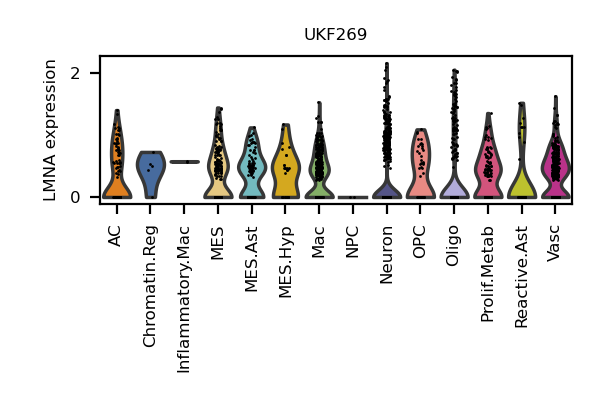 UKF269
LMNA expression
2
0
AC
Chromatin.Reg
Inflammatory.Mac
MES
MES.Ast
MES.Hyp
Mac
NPC
Neuron
OPC
Oligo
Prolif.Metab
Reactive.Ast
Vasc